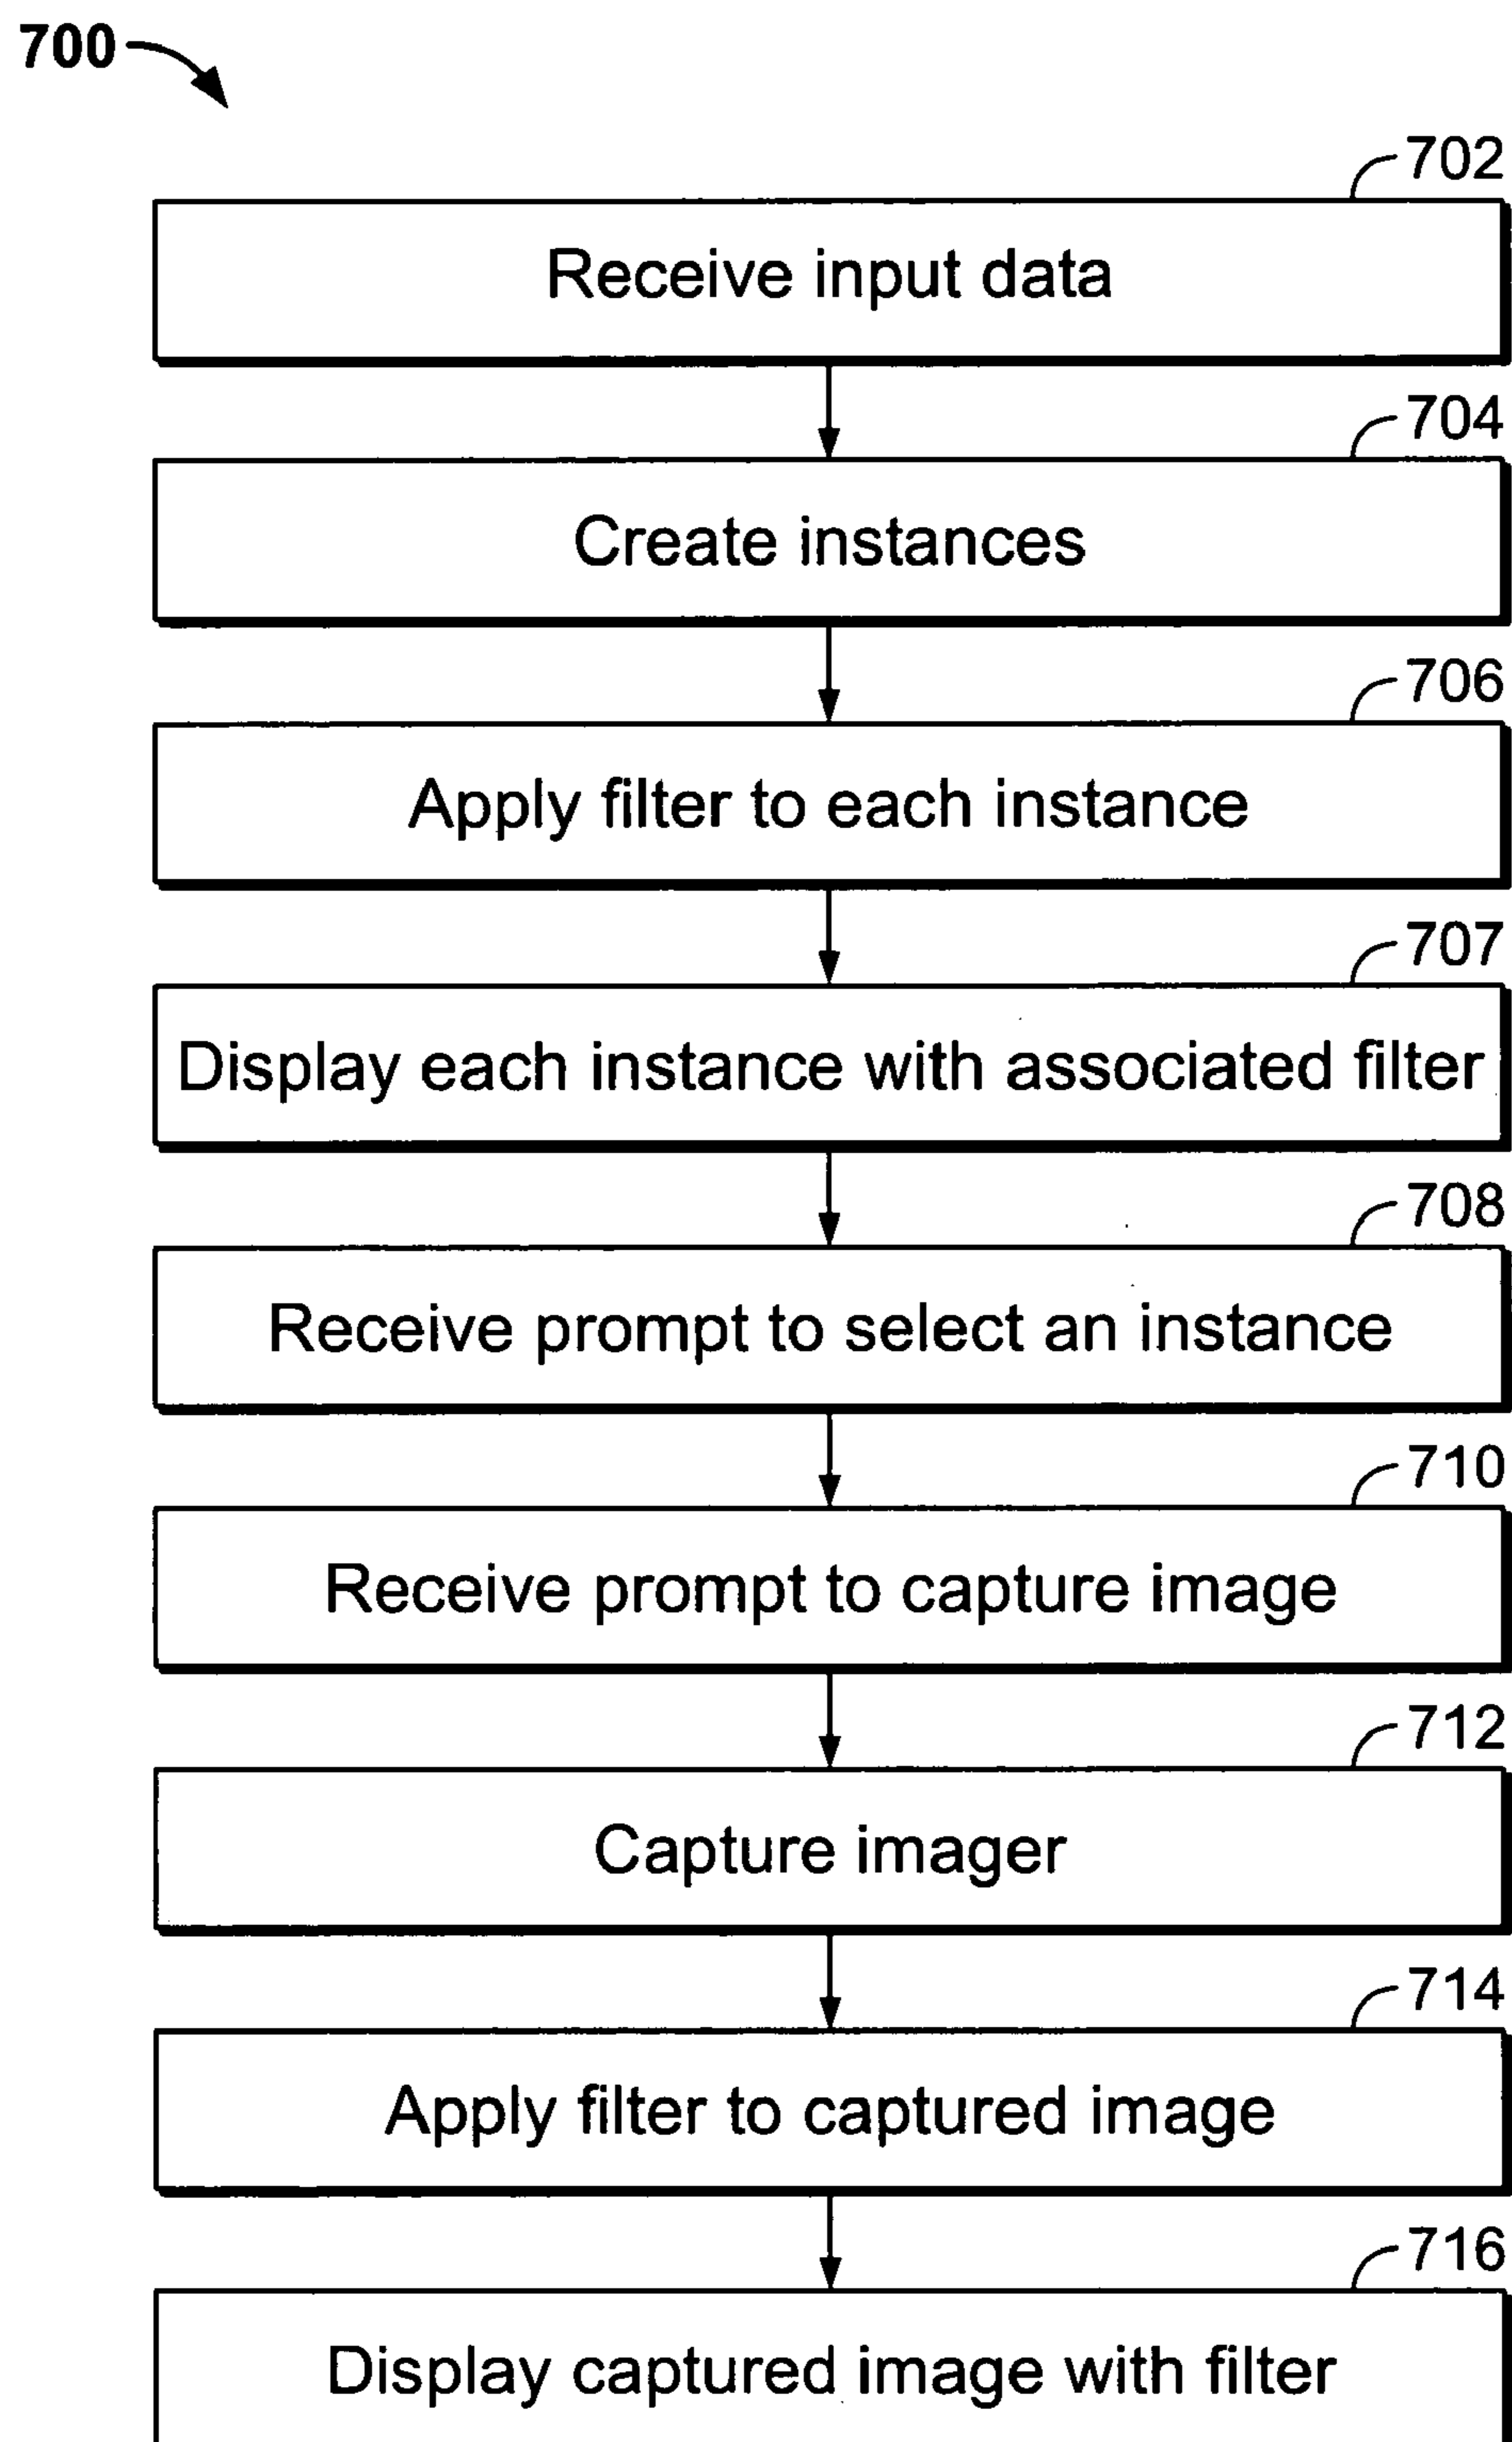 700
702
Receive input data
704
Create instances
706
Apply filter to each instance
707
Display each instance with associated filter
708
Receive prompt to select an instance
710
Receive prompt to capture image
712
Capture imager
714
Apply filter to captured image
716
Display captured image with filter